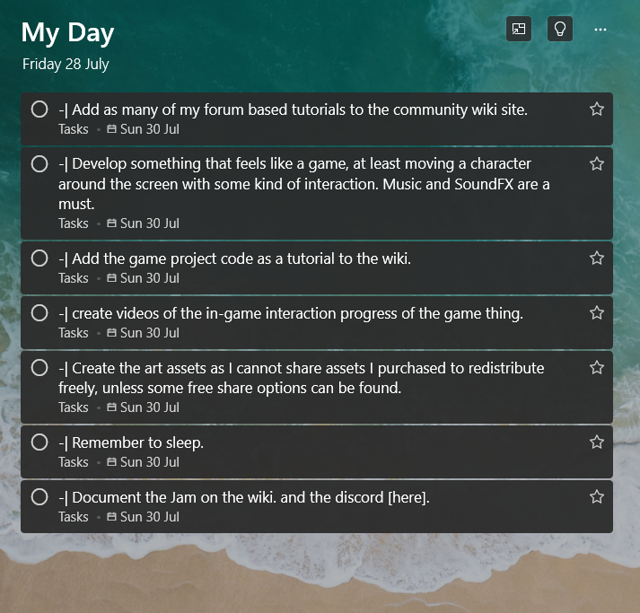 My Day
Friday 28 July
-| Add as many of my forum based tutorials to the community wiki site.
Tasks • Sun 30 Jul
-| Develop something that feels like a game, at least moving a character
around the screen with some kind of interaction. Music and SoundFX are a
must.
Tasks • Sun 30 Jul
-| Add the game project code as a tutorial to the wiki.
Tasks • Sun 30 Jul
-| create videos of the in-game interaction progress of the game thing.
Tasks • Sun 30 Jul
-| Create the art assets as I cannot share assets I purchased to redistribute
freely, unless some free share options can be found.
Tasks • Sun 30 Jul
-| Remember to sleep.
Tasks • Sun 30 Jul
-| Document the Jam on the wiki. and the discord [here].
Tasks • Sun 30 Jul